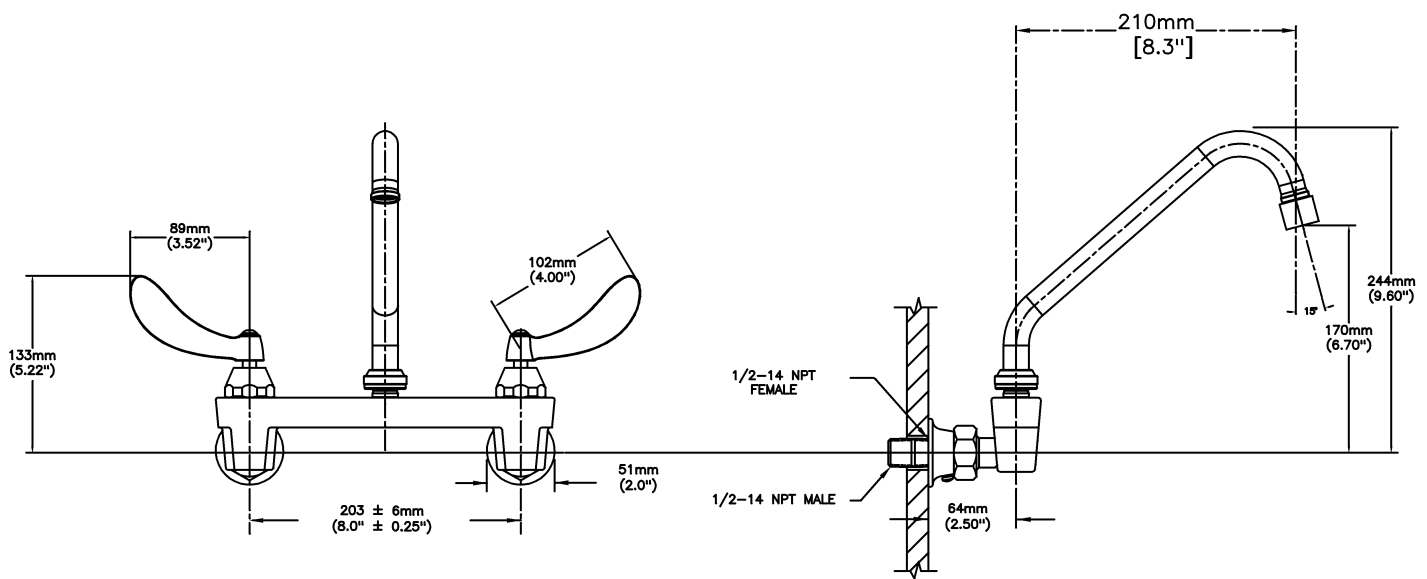 210mm
[8.3"]
89mm
(3.52")
102mm
(4.00")
244mm
(9.60")
15°
170mm
(6.70")
133mm
(5.22")
1/2-14 NPT
FEMALE
51mm
(2.0")
1/2-14 NPT MALE
203 ± 6mm
(8.0" ± 0.25")
64mm
(2.50")